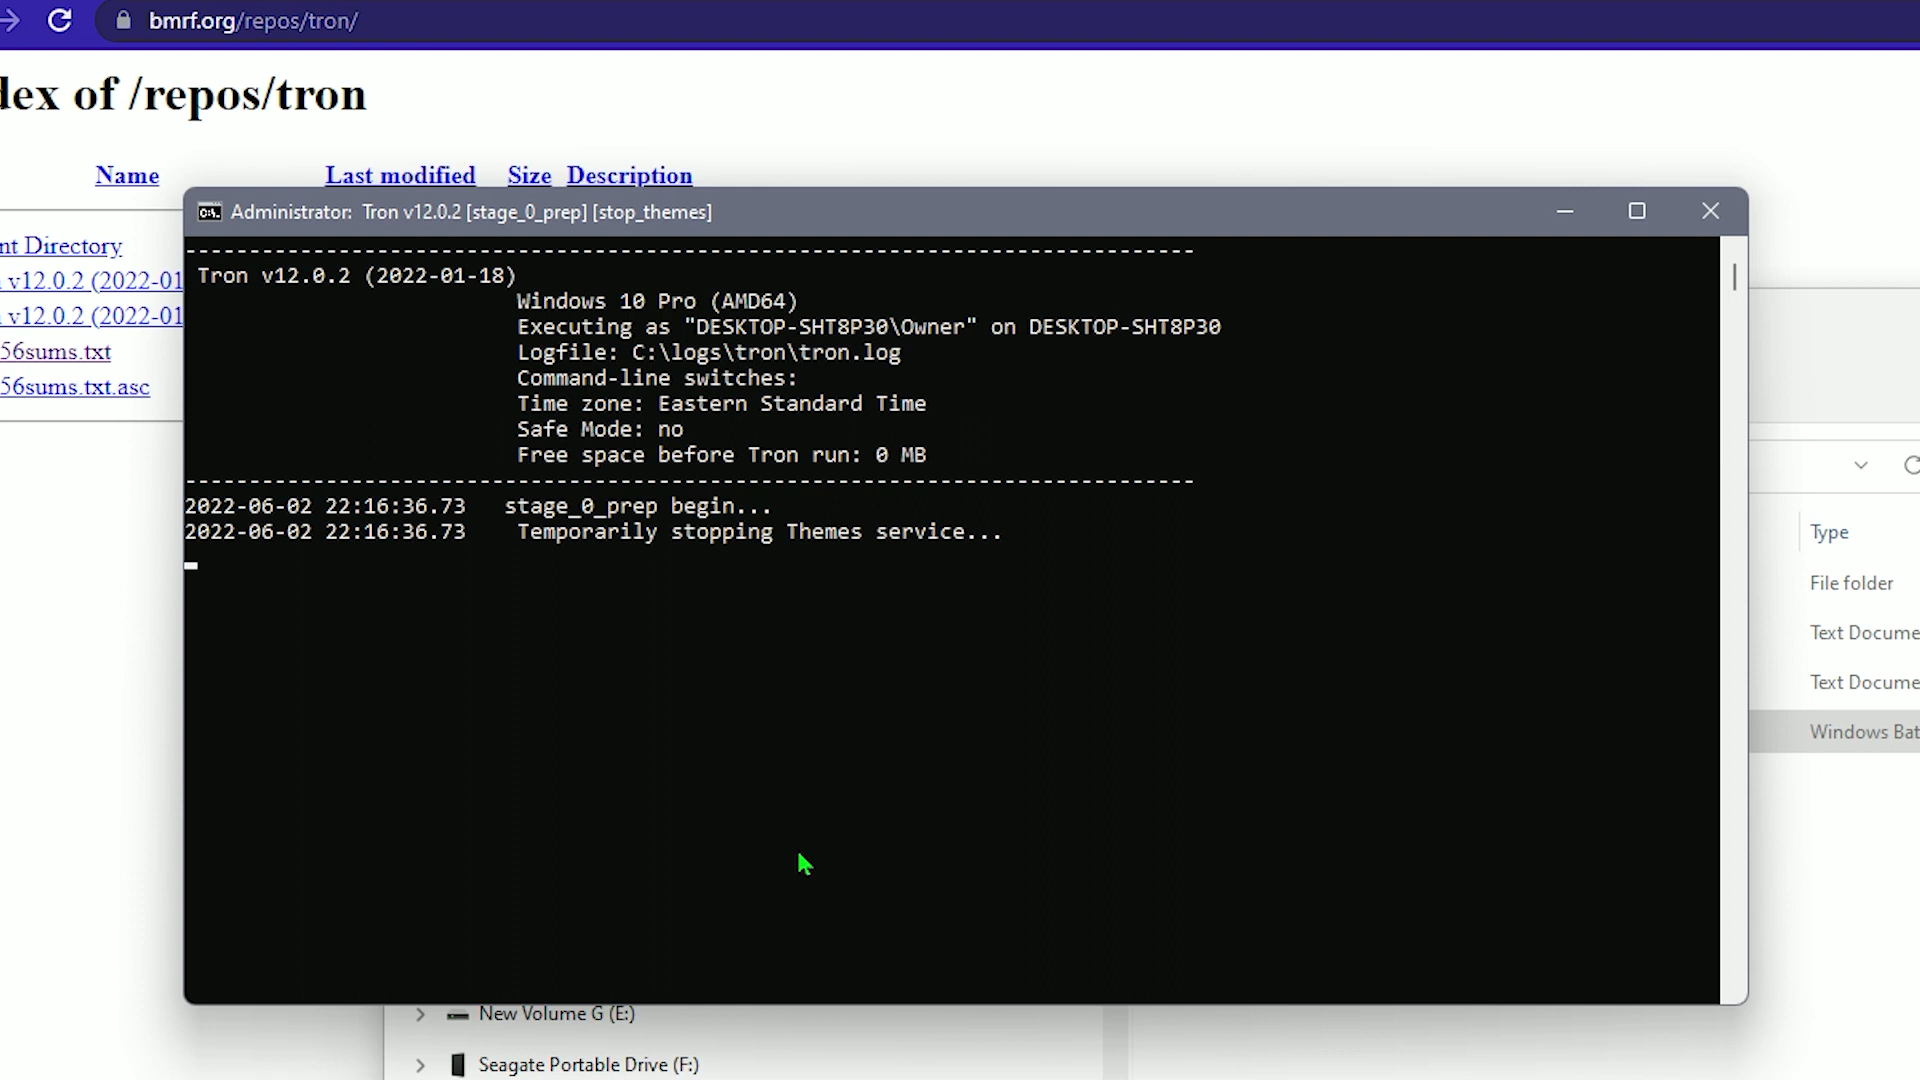 bmrf.org/repos/tron/
dex of /repos/tron
Name Last modified Size Description
Administrator: Tron v12.0.2 [stage_0_prep] [stop_themes]
nt Directory
v12.0.2 (2022-01
v12.0.2 (2022-01
56sums.txt
56sums.txt.asc
--------------------------------------------------------------------------------
Tron v12.0.2 (2022-01-18)
Windows 10 Pro (AMD64)
Executing as "DESKTOP-SHT8P30\Owner" on DESKTOP-SHT8P30
Logfile: C:\logs\tron\tron.log
Command-line switches:
Time zone: Eastern Standard Time
Safe Mode: no
Free space before Tron run: 0 MB
--------------------------------------------------------------------------------
2022-06-02 22:16:36.73 stage_0_prep begin...
2022-06-02 22:16:36.73 Temporarily stopping Themes service...
Type
File folder
Text Docume
Text Docume
Windows Bat
New Volume G (E:)
Seagate Portable Drive (F:)